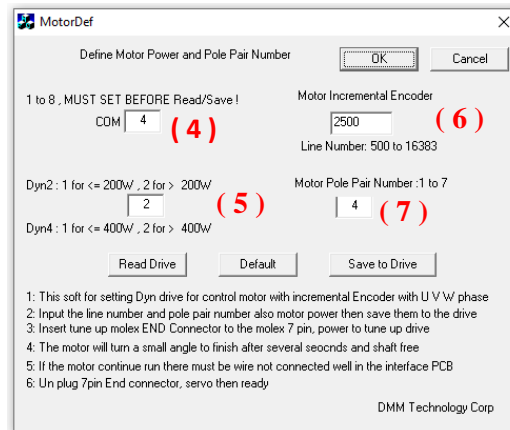 MotorDef
Define Motor Power and Pole Pair Number
OK
Cancel
1 to 8 , MUST SET BEFORE Read/Save !
COM 4
(4)
Motor Incremental Encoder
2500
(6)
Line Number: 500 to 16383
Dyn2 : 1 for <= 200W , 2 for > 200W
2
(5)
Dyn4 : 1 for <= 400W , 2 for > 400W
Motor Pole Pair Number :1 to 7
4
(7)
Read Drive
Default
Save to Drive
1: This soft for setting Dyn drive for control motor with incremental Encoder with U V W phase
2: Input the line number and pole pair number also motor power then save them to the drive
3: Insert tune up molex END Connector to the molex 7 pin, power to tune up drive
4: The motor will turn a small angle to finish after several seocnds and shaft free
5: If the motor continue run there must be wire not connected well in the interface PCB
6: Un plug 7pin End connector, servo then ready
DMM Technology Corp